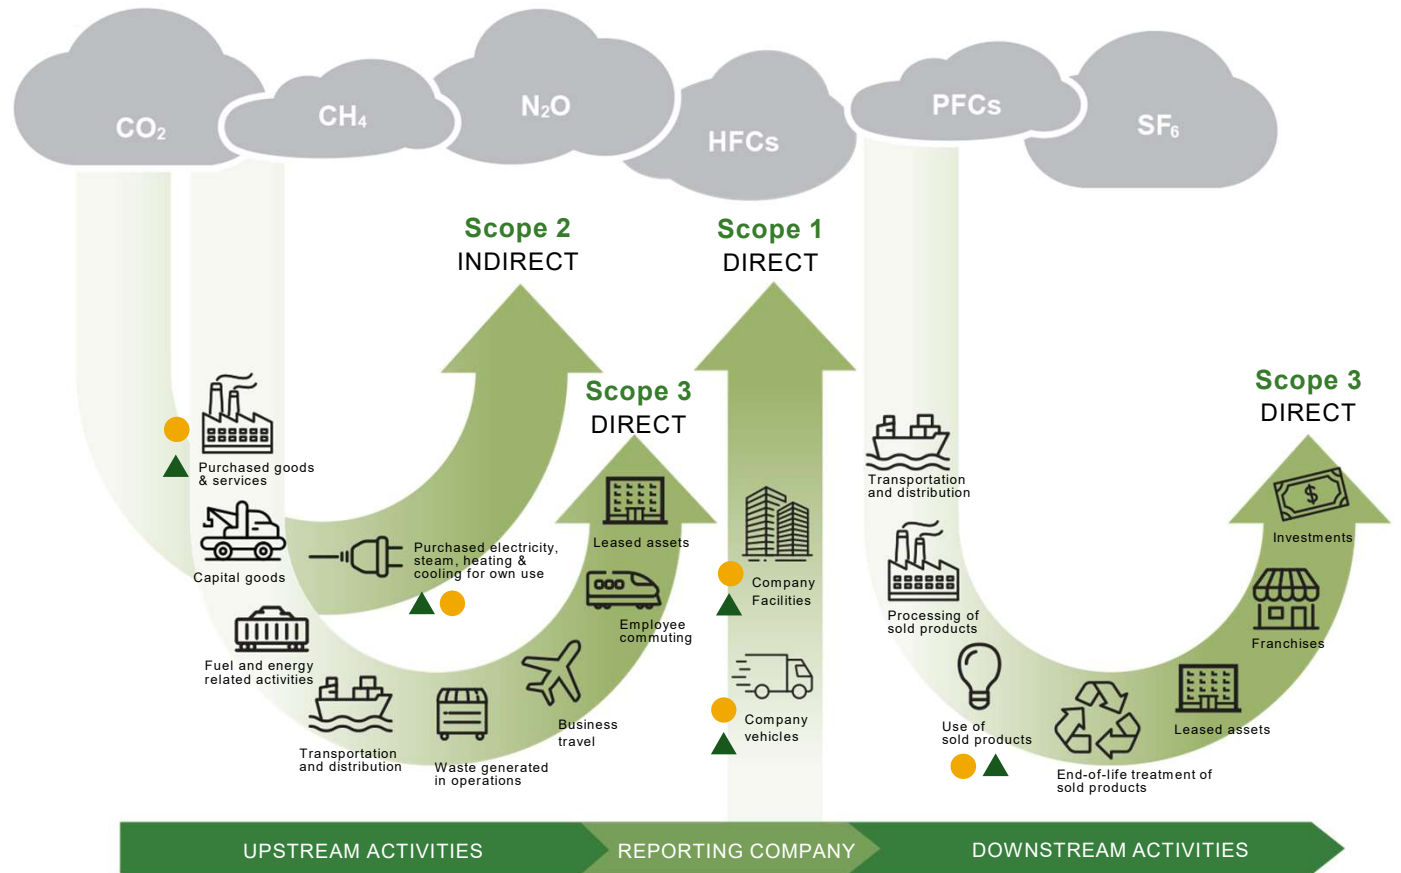 CO₂
CH₄
N₂O
HFCs
PFCs
SF₆
Scope 2
INDIRECT
Scope 1
DIRECT
Scope 3
DIRECT
Scope 3
DIRECT
Purchased goods
& services
Capital goods
Fuel and energy
related activities
Transportation
and distribution
Waste generated
in operations
Business
travel
Employee
commuting
Leased assets
Purchased electricity,
steam, heating &
cooling for own use
Company
Facilities
Company
vehicles
Transportation
and distribution
Processing of
sold products
Use of
sold products
End-of-life treatment of
sold products
Leased assets
Franchises
$
Investments
UPSTREAM ACTIVITIES
REPORTING COMPANY
DOWNSTREAM ACTIVITIES